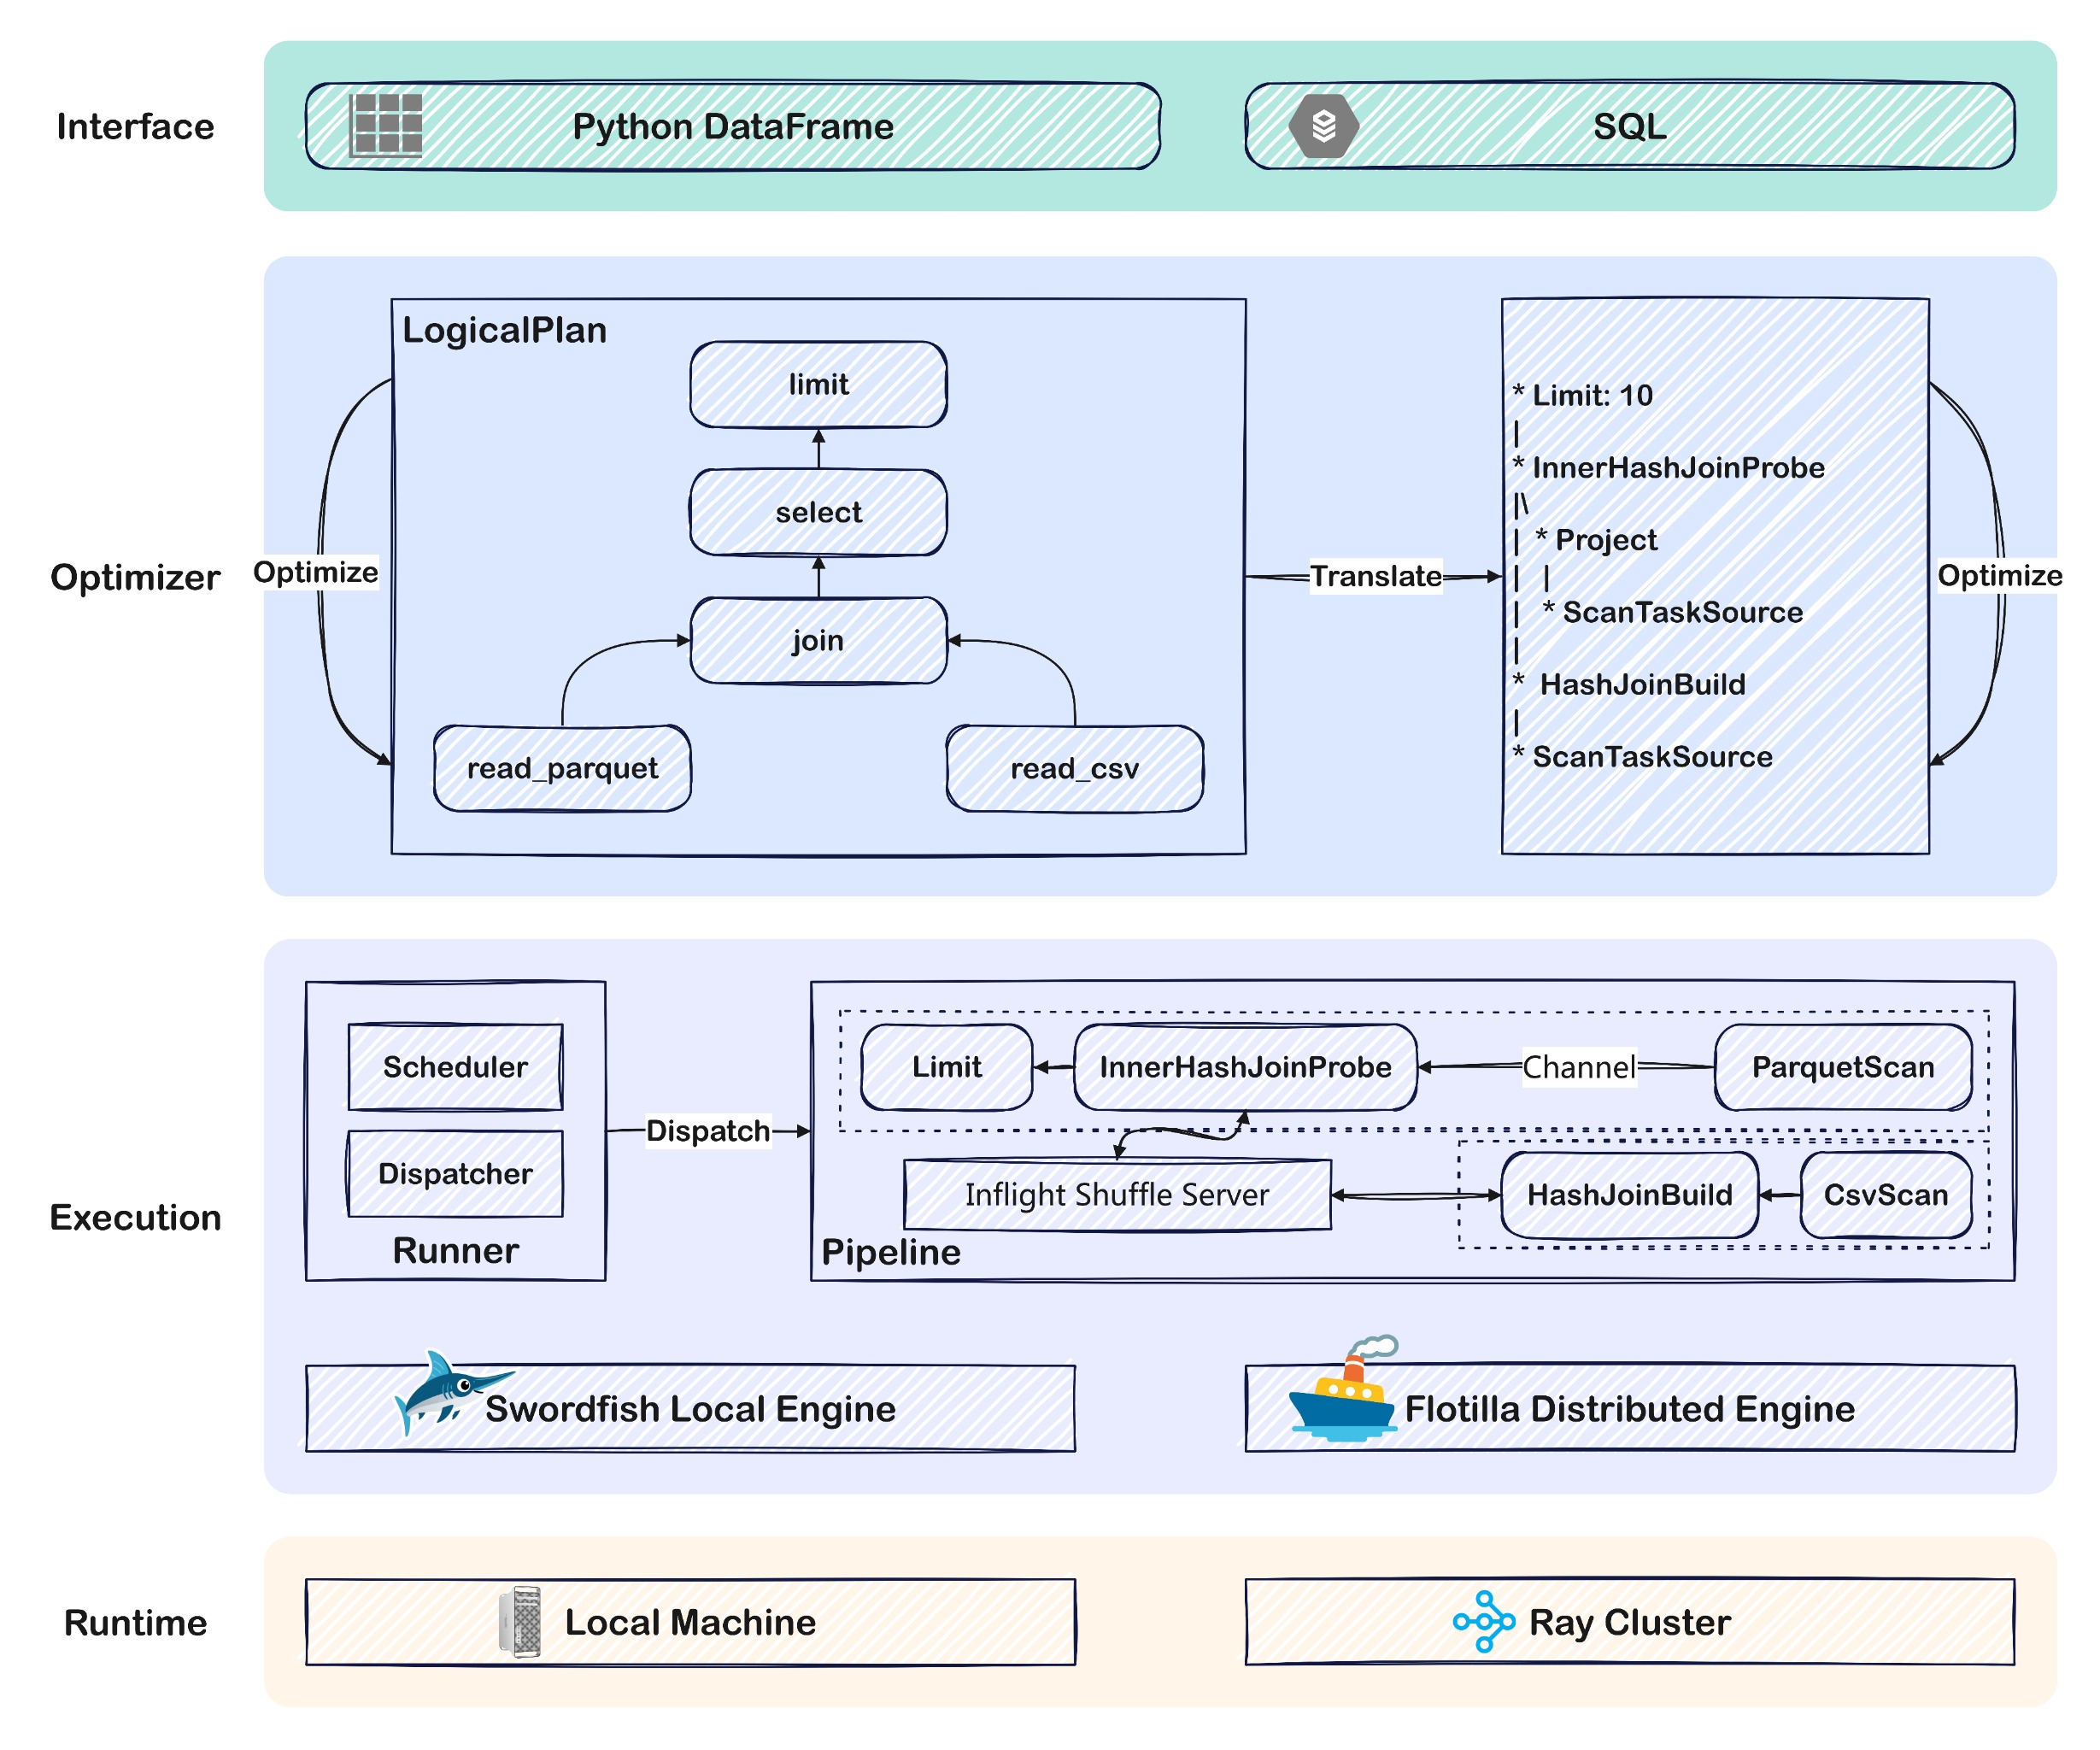 Interface
Python DataFrame
SQL
Optimizer
LogicalPlan
limit
select
join
read_parquet
read_csv
Optimize
Translate
* Limit: 10
|
* InnerHashJoinProbe
|\
| * Project
| |
| * ScanTaskSource
|
* HashJoinBuild
|
* ScanTaskSource
Optimize
Execution
Scheduler
Dispatcher
Runner
Dispatch
Limit
InnerHashJoinProbe
Channel
ParquetScan
Inflight Shuffle Server
HashJoinBuild
CsvScan
Pipeline
Swordfish Local Engine
Flotilla Distributed Engine
Runtime
Local Machine
Ray Cluster